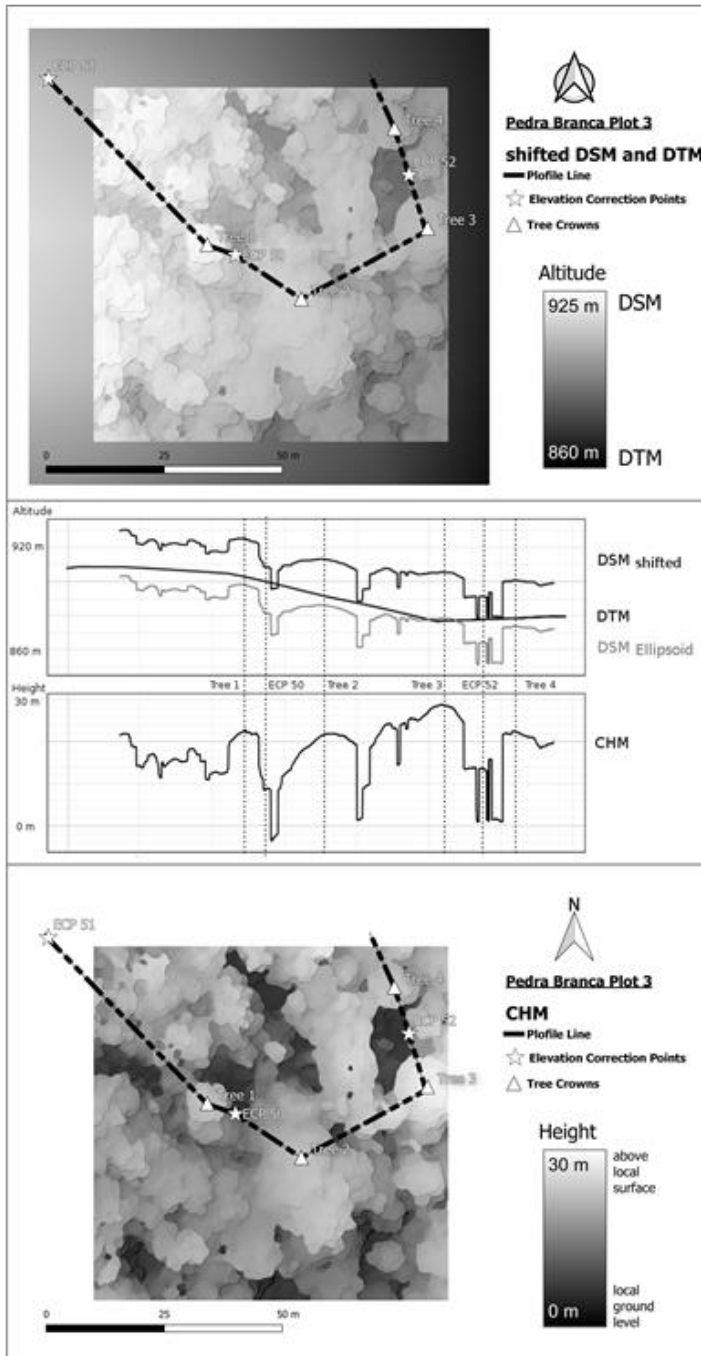 ECP 51
Tree 4
ECP 52
Tree 3
Tree 1
ECP 50
Tree 2
0
25
50 m
Pedra Branca Plot 3
shifted DSM and DTM
Plofile Line
Elevation Correction Points
Tree Crowns
Altitude
925 m DSM
860 m DTM
Altitude
920 m
860 m
DSM shifted
DTM
DSM Ellipsoid
Height
Tree 1
ECP 50
Tree 2
Tree 3
ECP 52
Tree 4
30 m
0 m
CHM
ECP 51
Tree 4
ECP 52
Tree 3
Tree 1
ECP 50
Tree 2
0
25
50 m
N
Pedra Branca Plot 3
CHM
Plofile Line
Elevation Correction Points
Tree Crowns
Height
30 m
above
local
surface
0 m
local
ground
level